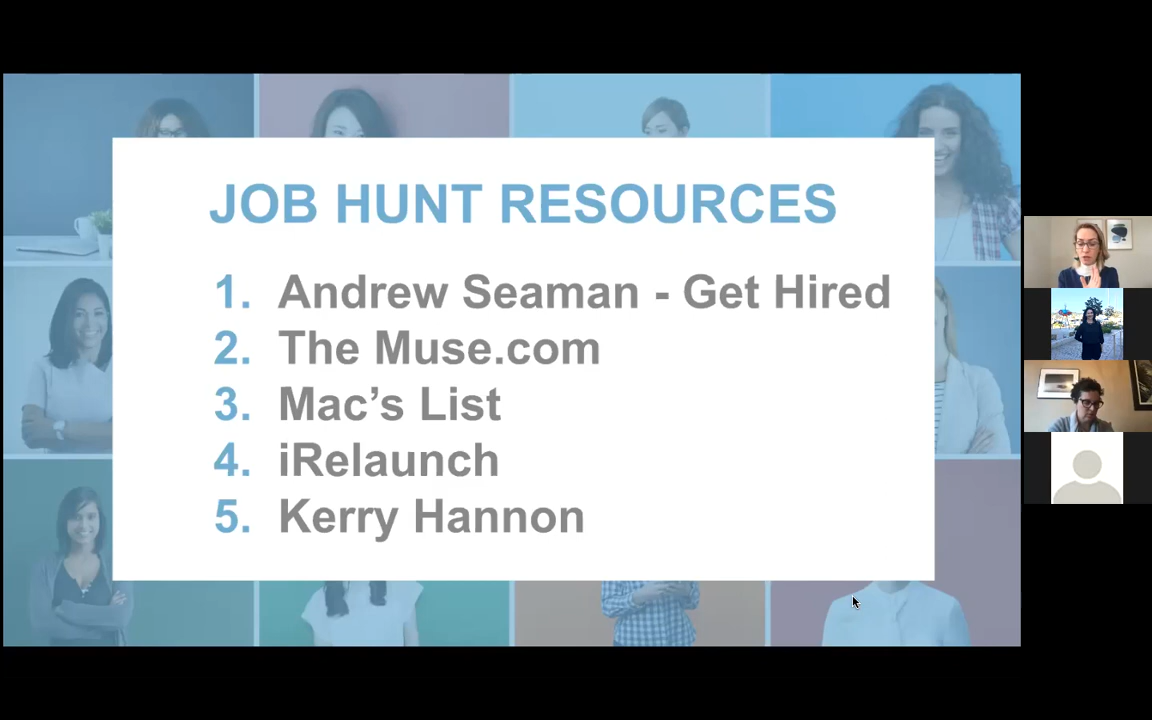 JOB HUNT RESOURCES
1. Andrew Seaman - Get Hired
2. The Muse.com
3. Mac’s List
4. iRelaunch
5. Kerry Hannon